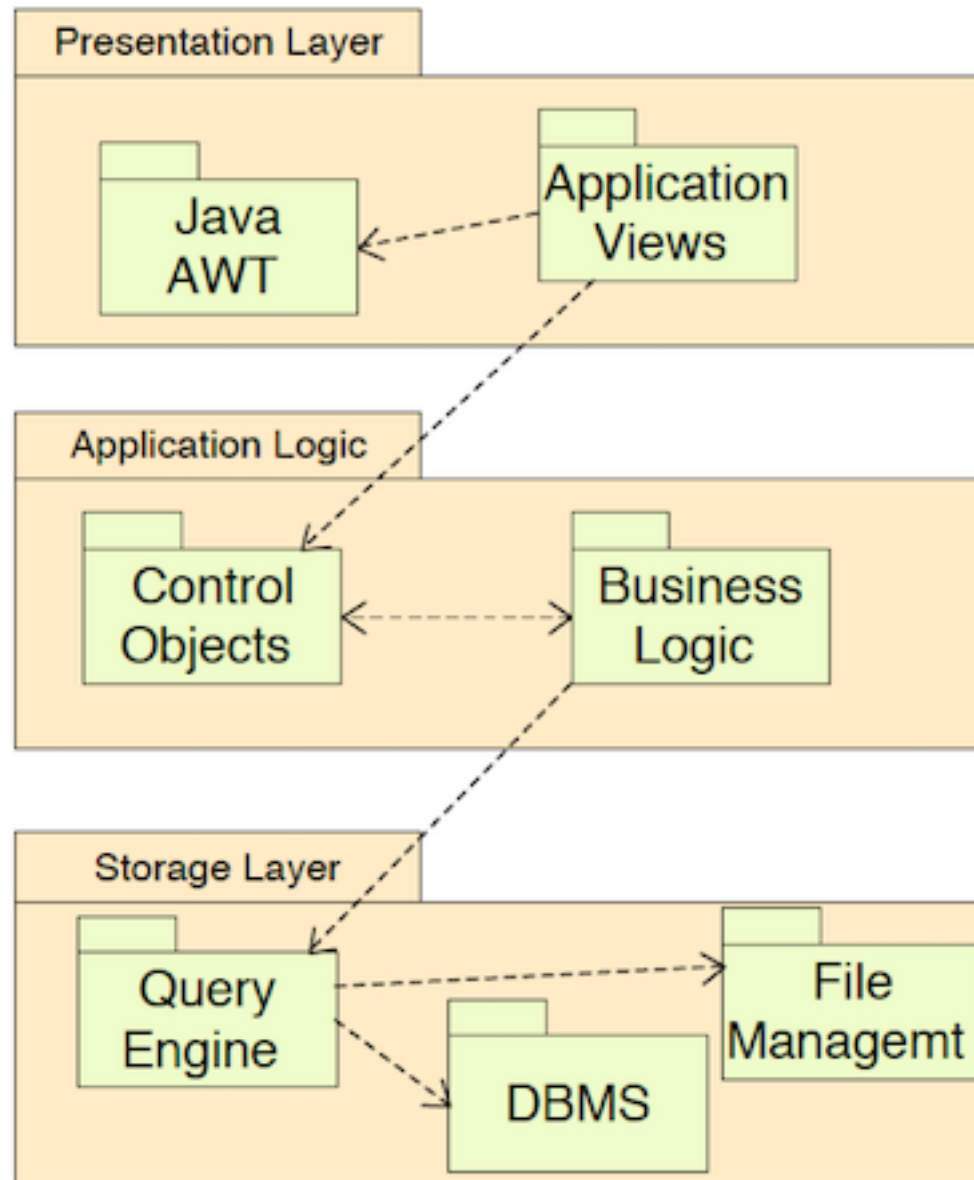 Presentation Layer
Java
AWT
Application
Views
Application Logic
Control
Objects
Business
Logic
Storage Layer
Query
Engine
File
Managemt
DBMS